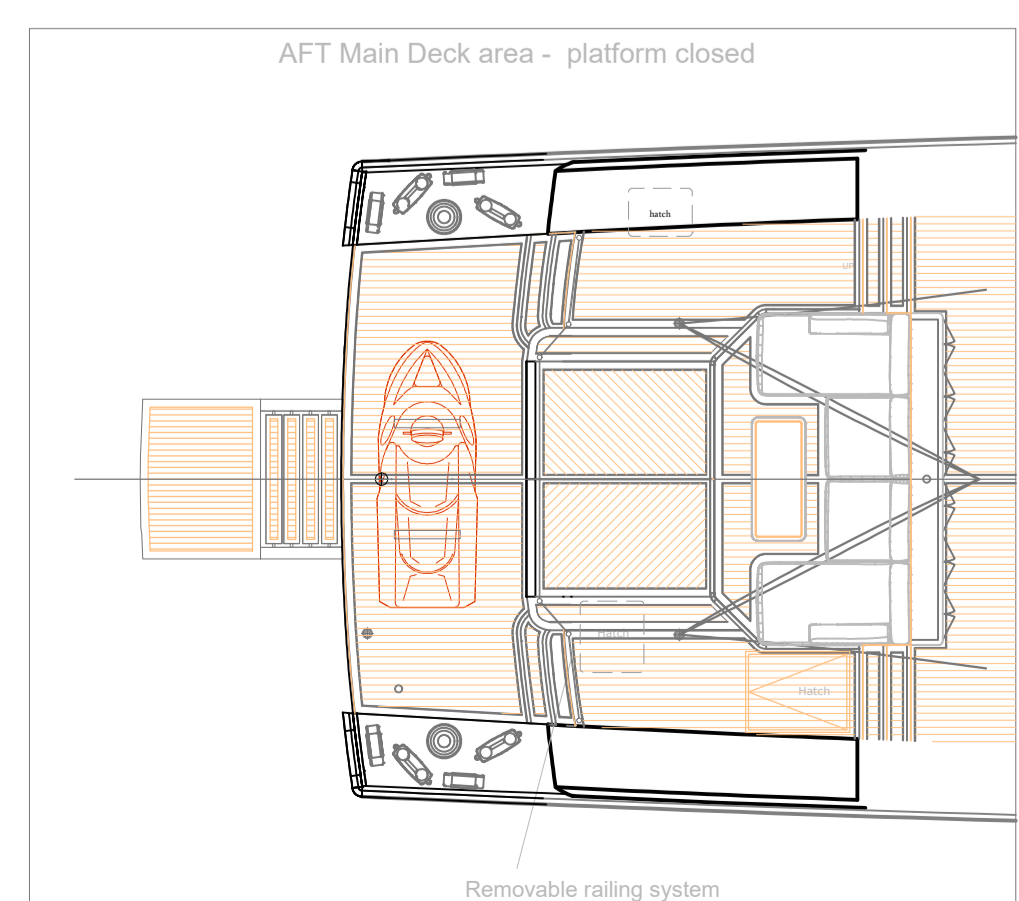 AFT Main Deck area - platform closed
hatch
UP
Hatch
Hatch
Removable railing system